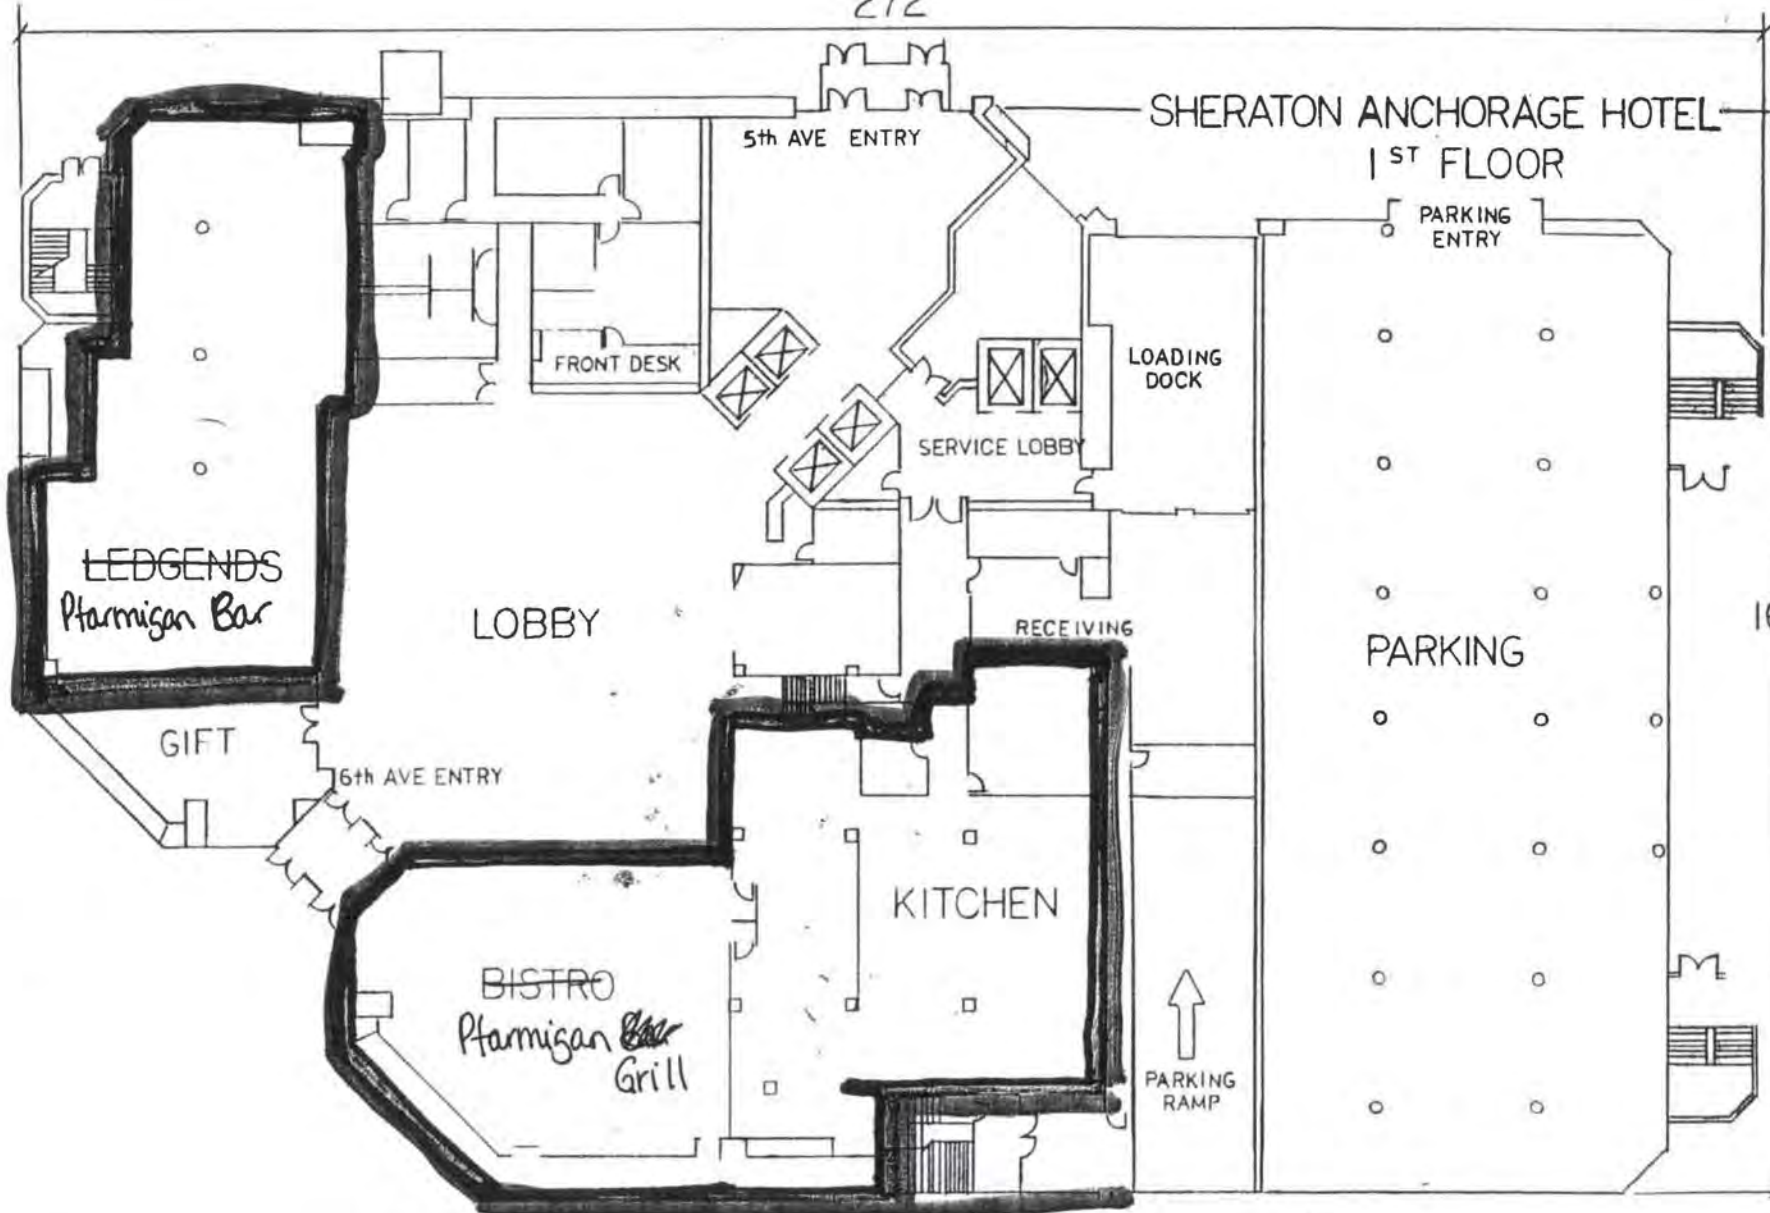 272
SHERATON ANCHORAGE HOTEL
1ST FLOOR
5th AVE ENTRY
PARKING
ENTRY
FRONT DESK
LOADING
DOCK
SERVICE LOBBY
LEDGENDS
Ptarmigan Bar
LOBBY
RECEIVING
PARKING
GIFT
6th AVE ENTRY
KITCHEN
BISTRO
Ptarmigan
Grill
PARKING
RAMP